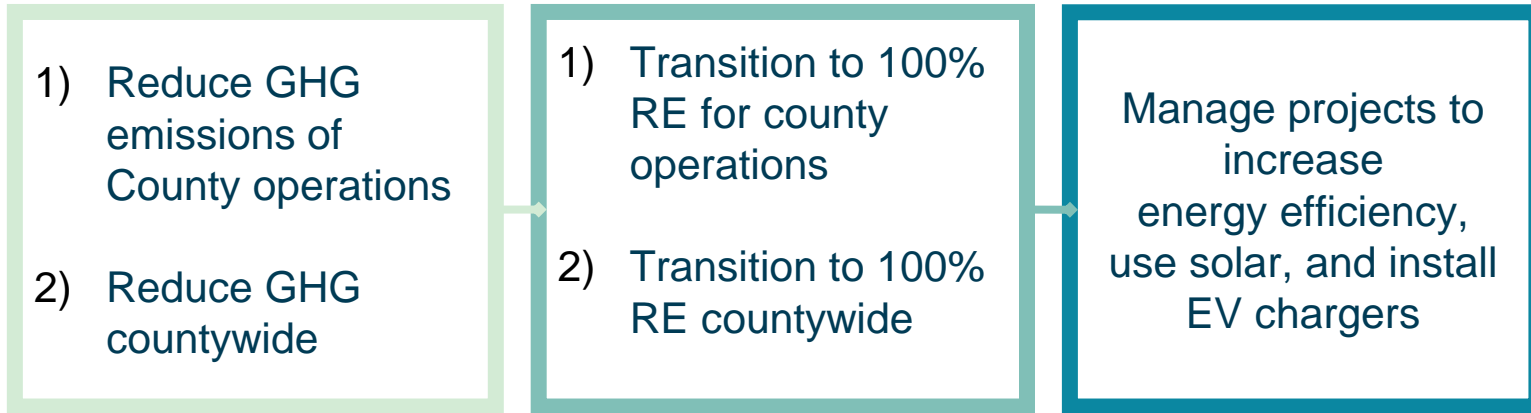 1) Reduce GHG
emissions of
County operations
2) Reduce GHG
countywide
1) Transition to 100%
RE for county
operations
2) Transition to 100%
RE countywide
Manage projects to
increase
energy efficiency,
use solar, and install
EV chargers